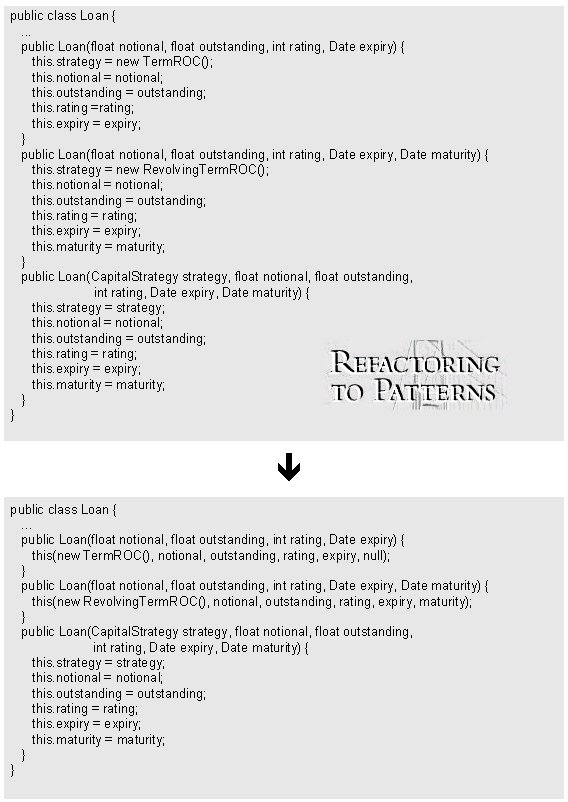 public class Loan {
...
public Loan(float notional, float outstanding, int rating, Date expiry) {
this.strategy = new TermROC();
this.notional = notional;
this.outstanding = outstanding;
this.rating =rating;
this.expiry = expiry;
}
public Loan(float notional, float outstanding, int rating, Date expiry, Date maturity) {
this.strategy = new RevolvingTermROC();
this.notional = notional;
this.outstanding = outstanding;
this.rating = rating;
this.expiry = expiry;
this.maturity = maturity;
}
public Loan(CapitalStrategy strategy, float notional, float outstanding,
int rating, Date expiry, Date maturity) {
this.strategy = strategy;
this.notional = notional;
this.outstanding = outstanding;
this.rating = rating;
this.expiry = expiry;
this.maturity = maturity;
}
}
REFACTORING
TO PATTERNS
public class Loan {
...
public Loan(float notional, float outstanding, int rating, Date expiry) {
this(new TermROC(), notional, outstanding, rating, expiry, null);
}
public Loan(float notional, float outstanding, int rating, Date expiry, Date maturity) {
this(new RevolvingTermROC(), notional, outstanding, rating, expiry, maturity);
}
public Loan(CapitalStrategy strategy, float notional, float outstanding,
int rating, Date expiry, Date maturity) {
this.strategy = strategy;
this.notional = notional;
this.outstanding = outstanding;
this.rating = rating;
this.expiry = expiry;
this.maturity = maturity;
}
}